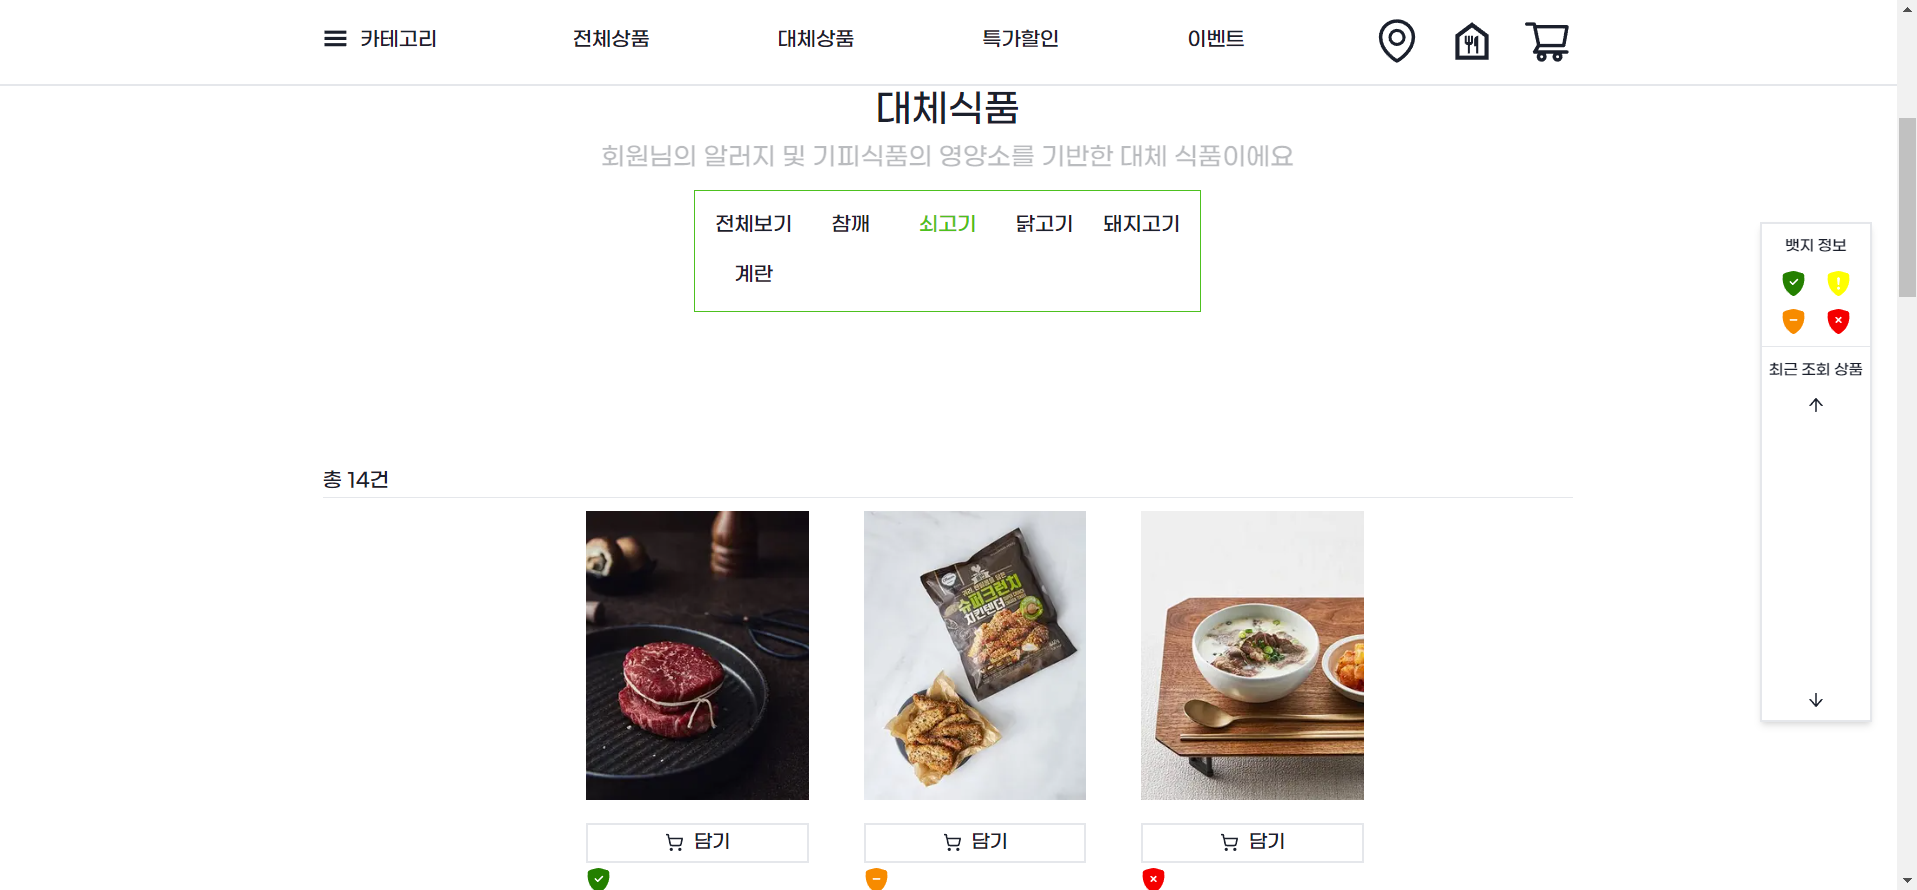 카테고리
전체상품
대체상품
특가할인
이벤트
대체식품
회원님의 알러지 및 기피식품의 영양소를 기반한 대체 식품이에요
전체보기
참깨
쇠고기
닭고기
돼지고기
계란
뱃지 정보
최근 조회 상품
총 14건
슈퍼크런치
치킨텐더
담기
담기
담기